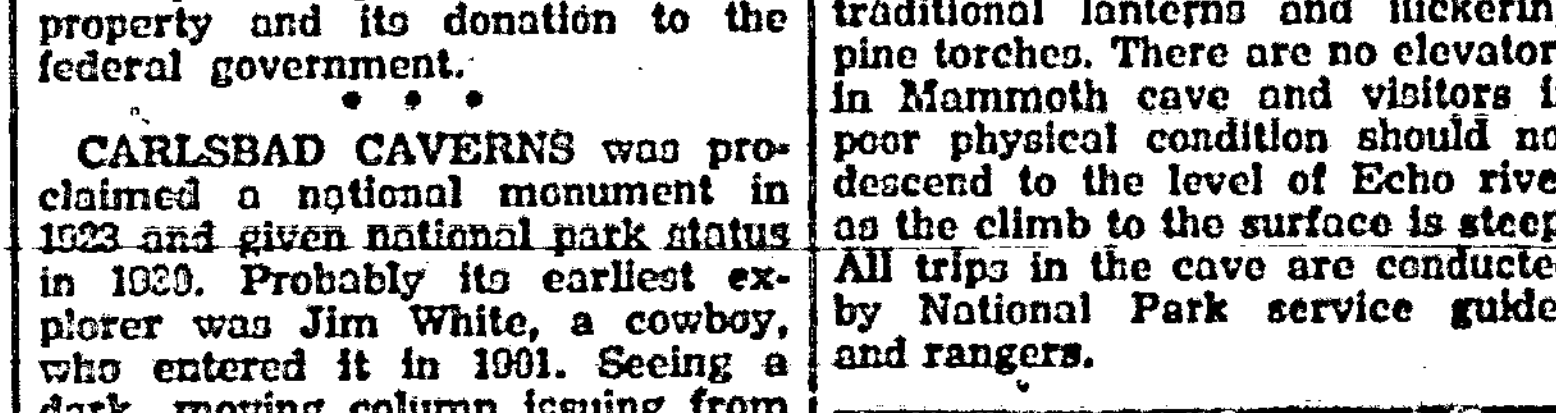 property and its donation to the
federal government.
• • •
CARLSBAD CAVERNS was pro-
claimed a national monument in
1923 and given national park status
in 1930. Probably its earliest ex-
plorer was Jim White, a cowboy,
who entered it in 1901. Seeing a
dark, moving column issuing from
traditional lanterns and flickerin
pine torches. There are no elevator
in Mammoth cave and visitors i
poor physical condition should no
descend to the level of Echo rive
as the climb to the surface is steep
All trips in the cave are conducte
by National Park service guide
and rangers.